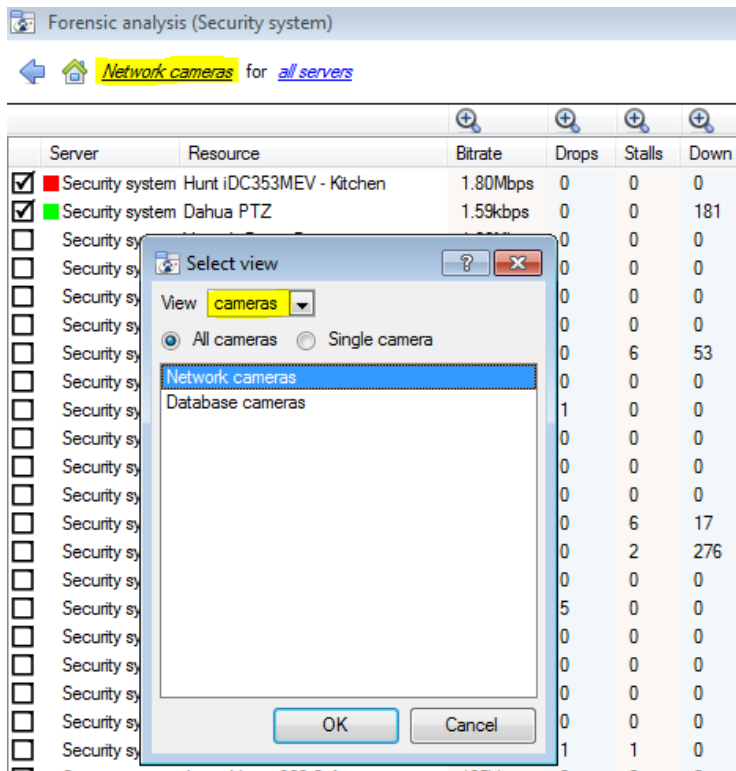 Forensic analysis (Security system)
Network cameras for all servers
Server Resource Bitrate Drops Stalls Down
Security system Hunt iDC353MEV - Kitchen 1.80Mbps 0 0 0
Security system Dahua PTZ 1.59kbps 0 0 181
Security sy 0 0 0
Security sy Select view 0 0 0
Security sy View cameras 0 0 0
Security sy 0 0 0
All cameras Single camera
Security sy 0 6 53
Network cameras
Security sy 0 0 0
Database cameras
Security sy 1 0 0
Security sy 0 0 0
Security sy 0 0 0
Security sy 0 0 0
Security sy 0 6 17
Security sy 0 2 276
Security sy 0 0 0
Security sy 5 0 0
Security sy 0 0 0
Security sy 0 0 0
Security sy 0 0 0
Security sy OK Cancel 0 0 0
Security sy 1 1 0